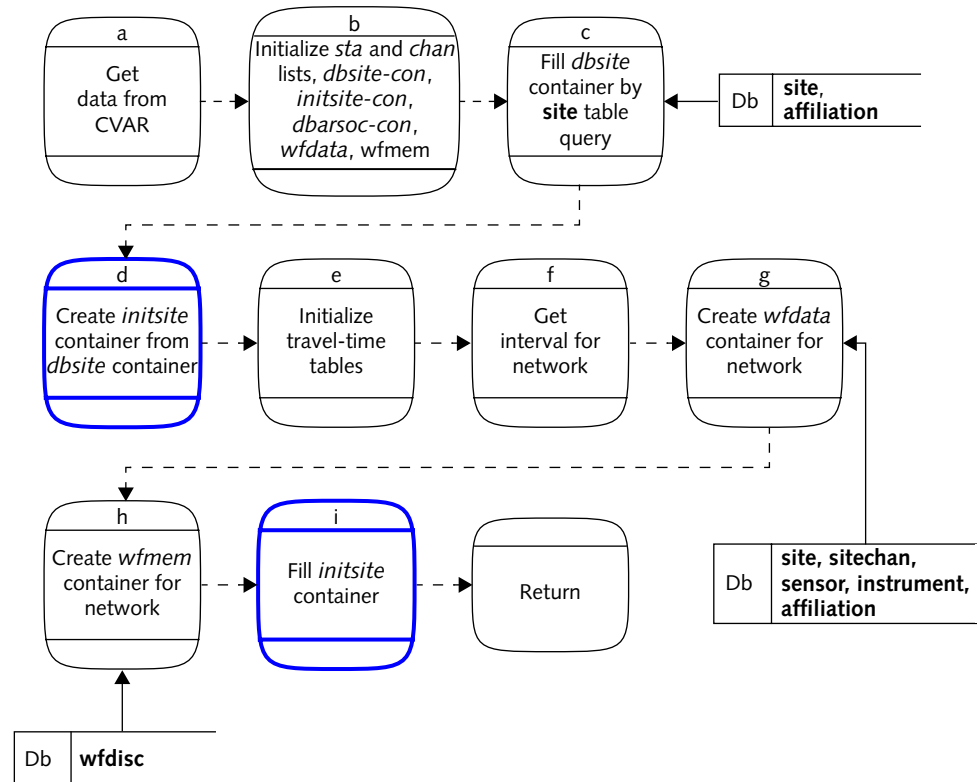 a
Get
data from
CVAR
b
Initialize sta and chan
lists, dbsite-con,
initsite-con,
dbarsoc-con,
wfdata, wfmem
c
Fill dbsite
container by
site table
query
Db
site,
affiliation
d
Create initsite
container from
dbsite container
e
Initialize
travel-time
tables
f
Get
interval for
network
g
Create wfdata
container for
network
h
Create wfmem
container for
network
i
Fill initsite
container
Return
Db
site, sitechan,
sensor, instrument,
affiliation
Db
wfdisc